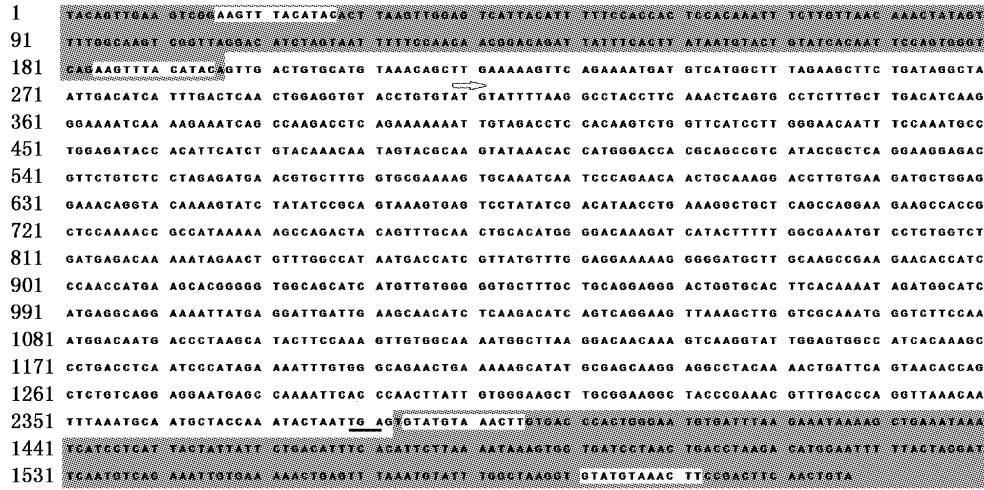 1 TACAGTTGAA GTCGGAAGTT TACATACACT TAAGTTGGAG TCATTACATT TTTCCACCAC TCCACAAATT TCTTGTTAAC AAACTATAGT
91 TTTGGCAAGT CGGTTAGGAC ATCTAGTAAT TTTTCCAACA ACGGACAGAT TATTTCACTT ATAATGTACT GTATCACAAT TCCAGTGGGT
181 CAGAAGTTTA CATACAGTTG ACTGTGCATG TAAACAGCTT GAAAAAGTTC AGAAAATGAT GTCATGGCTT TAGAAGCTTC TGATAGGCTA
271 ATTGACATCA TTTGACTCAA CTGGAGGTGT ACCTGTGTAT GTATTTTAAG GCCTACCTTC AAACTCAGTG CCTCTTTGCT TGACATCAAG
361 GGAAAATCAA AAGAAATCAG CCAAGACCTC AGAAAAAAAT TGTAGACCTC CACAAGTCTG GTTCATCCTT GGGAACAATT TCCAAATGCC
451 TGGAGATACC ACATTCATCT GTACAAACAA TAGTACGCAA GTATAAACAC CATGGGACCA CGCAGCCGTC ATACCGCTCA GGAAGGAGAC
541 GTTCTGTCTC CTAGAGATGA ACGTGCTTTG GTGCGAAAAG TGCAAATCAA TCCCAGAACA ACTGCAAAGG ACCTTGTGAA GATGCTGGAG
631 GAAACAGGTA CAAAAGTATC TATATCCGCA GTAAAGTGAG TCCTATATCG ACATAACCTG AAAGGCTGCT CAGCCAGGAA GAAGCCACCG
721 CTCCAAAACC GCCATAAAAA AGCCAGACTA CAGTTTGCAA CTGCACATGG GGACAAAGAT CATACTTTTT GGCGAAATGT CCTCTGGTCT
811 GATGAGACAA AAATAGAACT GTTTGGCCAT AATGACCATC GTTATGTTTG GAGGAAAAAG GGGGATGCTT GCAAGCCGAA GAACACCATC
901 CCAACCATGA AGCACGGGGG TGGCAGCATC ATGTTGTGGG GGTGCTTTGC TGCAGGAGGG ACTGGTGCAC TTCACAAAAT AGATGGCATC
991 ATGAGGCAGG AAAATTATGA GGATTGATTG AAGCAACATC TCAAGACATC AGTCAGGAAG TTAAAGCTTG GTCGCAAATG GGTCTTCCAA
1081 ATGGACAATG ACCCTAAGCA TACTTCCAAA GTTGTGGCAA AATGGCTTAA GGACAACAAA GTCAAGGTAT TGGAGTGGCC ATCACAAAGC
1171 CCTGACCTCA ATCCCATAGA AAATTTGTGG GCAGAACTGA AAAAGCATAT GCGAGCAAGG AGGCCTACAA AACTGATTCA GTAACACCAG
1261 CTCTGTCAGG AGGAATGAGC CAAAATTCAC CCAACTTATT GTGGGAAGCT TGCGGAAGGC TACCCGAAAC GTTTGACCCA GGTTAAACAA
2351 TTTAAATGCA ATGCTACCAA ATACTAATTG AGTGTATGTA AACTTGTGAC CCACTGGCAA TGTGATTTAA GAAATAAAAG CTGAAATAAA
1441 TCATCCTCAT TACTATTATT CTGACATTTC ACATTCTTAA AATAAAGTGC TGATCCTAAC TGACCTAAGA CATGGAATTT TTACTAGGAT
1531 TCAATGTCAG AAATTGTGAA AAACTGAGTT TAAATGTATT TGGCTAAGGT GTATGTAAAC TTCCGACTTC AACTGTA